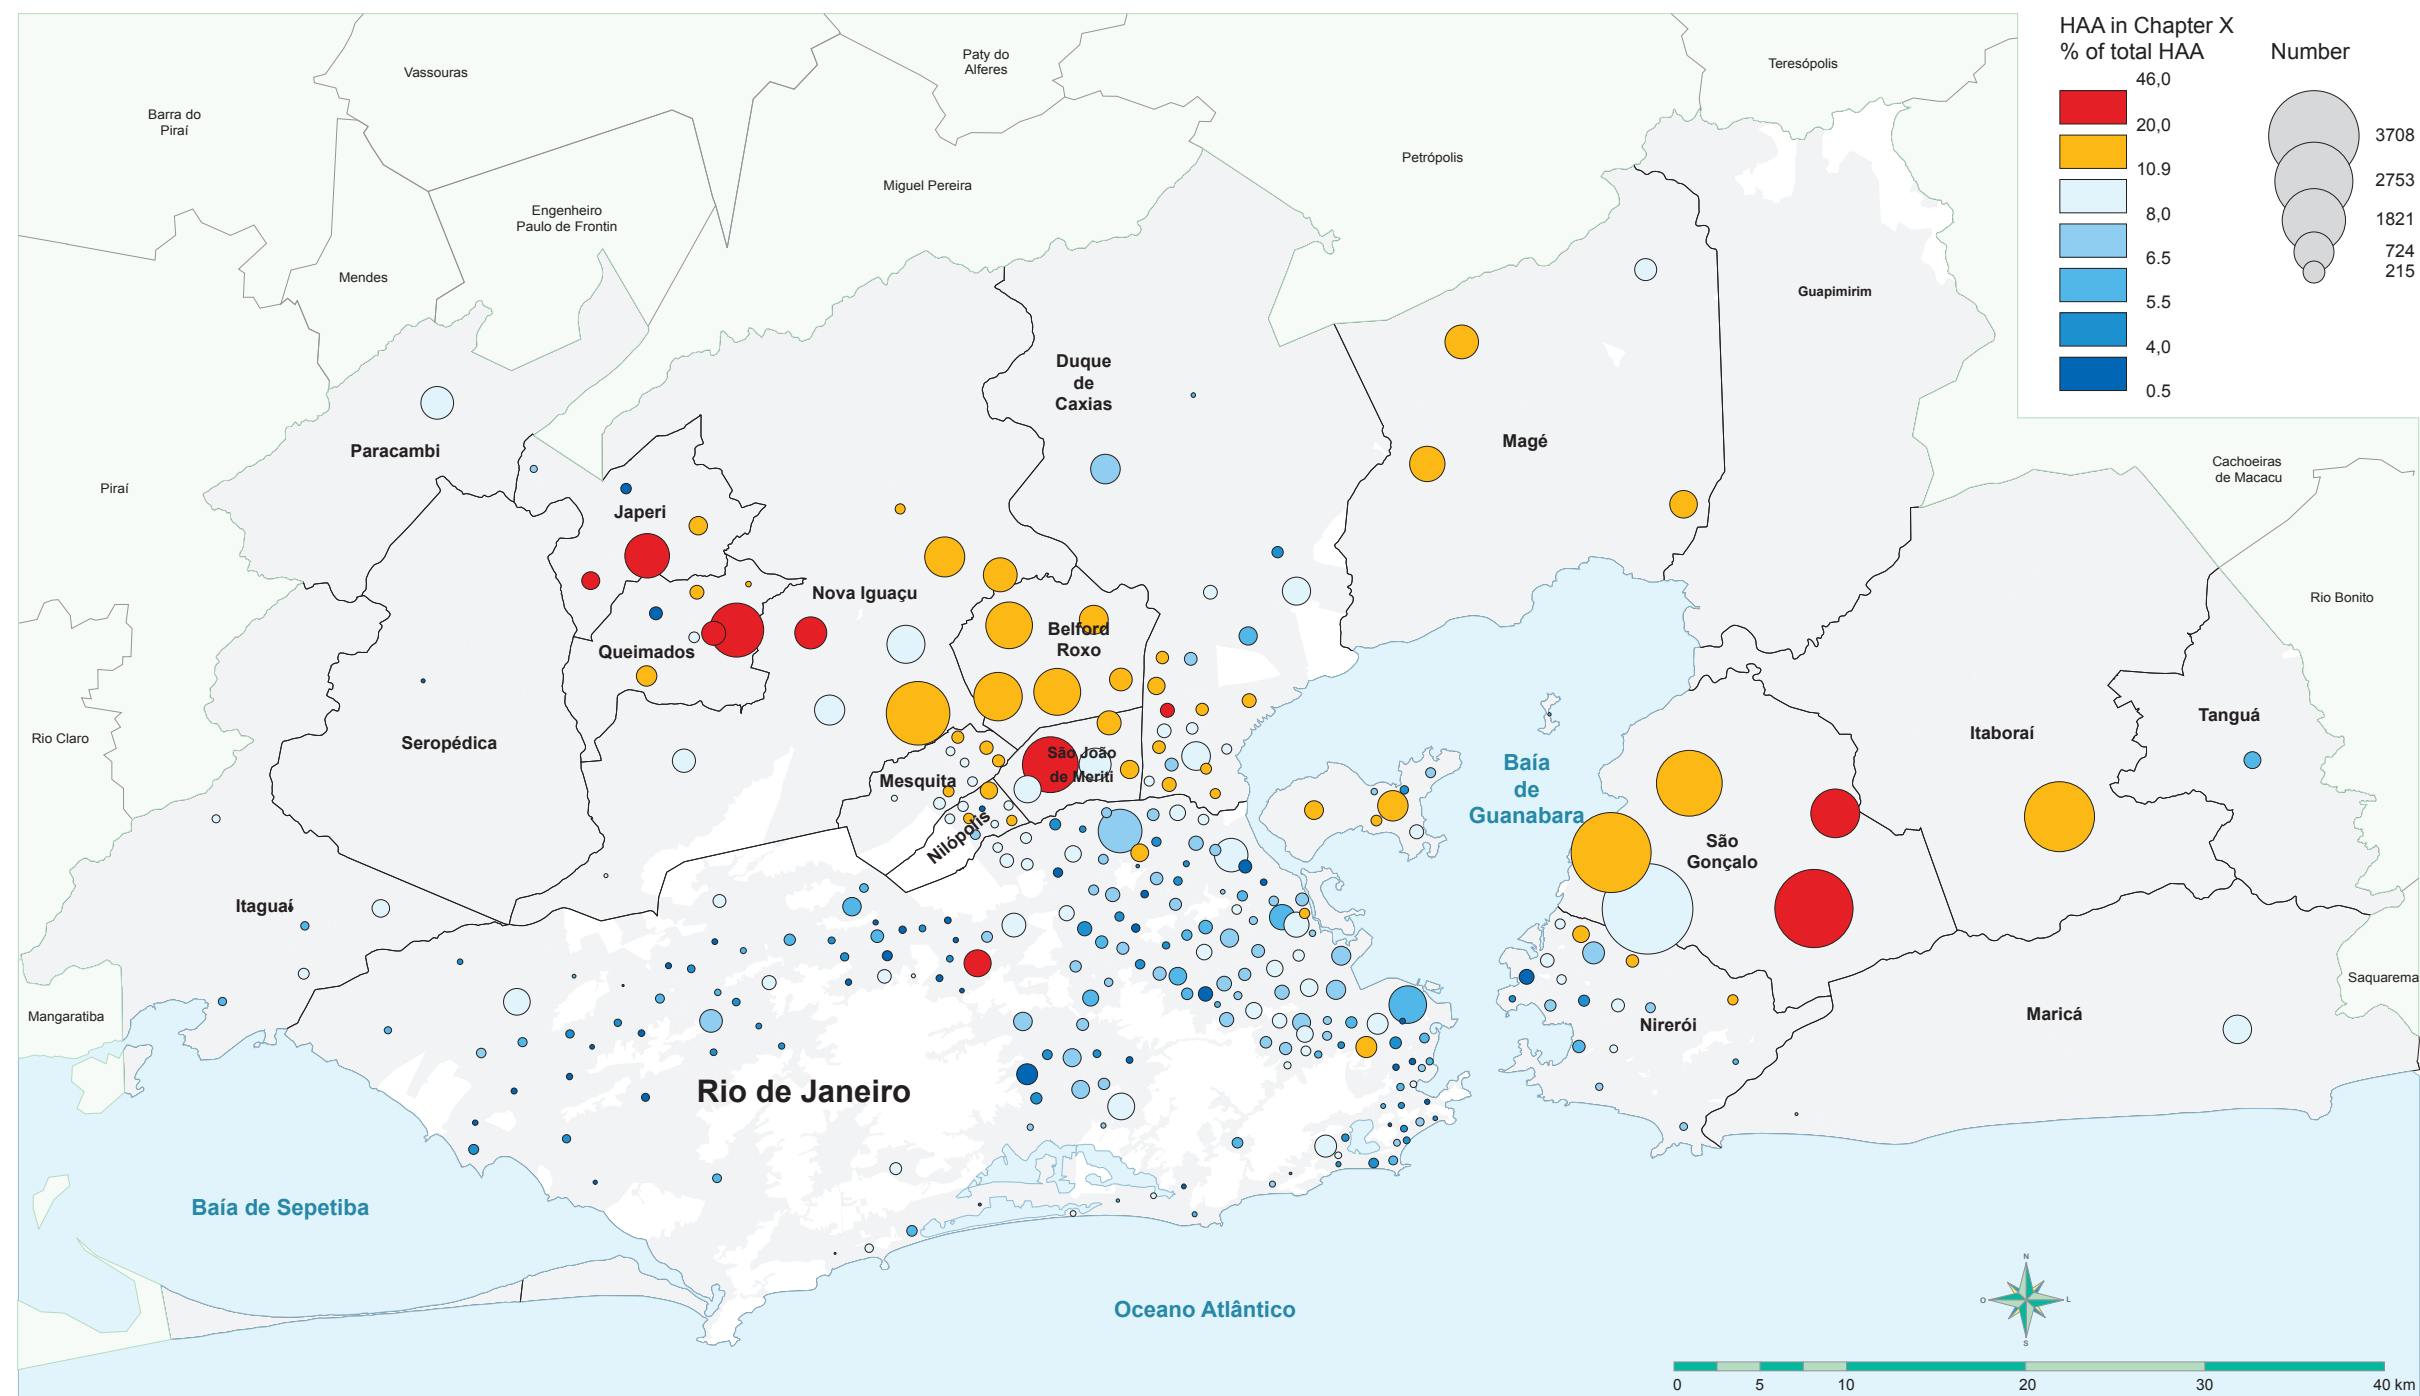 HAA in Chapter X
% of total HAA
Number
46,0
20,0
10.9
8,0
6.5
5.5
4,0
0.5
3708
2753
1821
724
215
Vassouras
Paty do
Alferes
Teresópolis
Barra do
Piraí
Petrópolis
Miguel Pereira
Engenheiro
Paulo de Frontin
Mendes
Guapimirim
Duque
de
Caxias
Paracambi
Magé
Cachoeiras
de Macacu
Piraí
Japeri
Nova Iguaçu
Rio Bonito
Belford
Roxo
Queimados
Tanguá
Itaboraí
Rio Claro
Seropédica
São João
de Meriti
Mesquita
Baía
de
Guanabara
Nilópolis
São
Gonçalo
Itaguaí
Saquarema
Mangaratiba
Nirerói
Maricá
Rio de Janeiro
Baía de Sepetiba
Oceano Atlântico
N
O
L
S
0
5
10
20
30
40 km